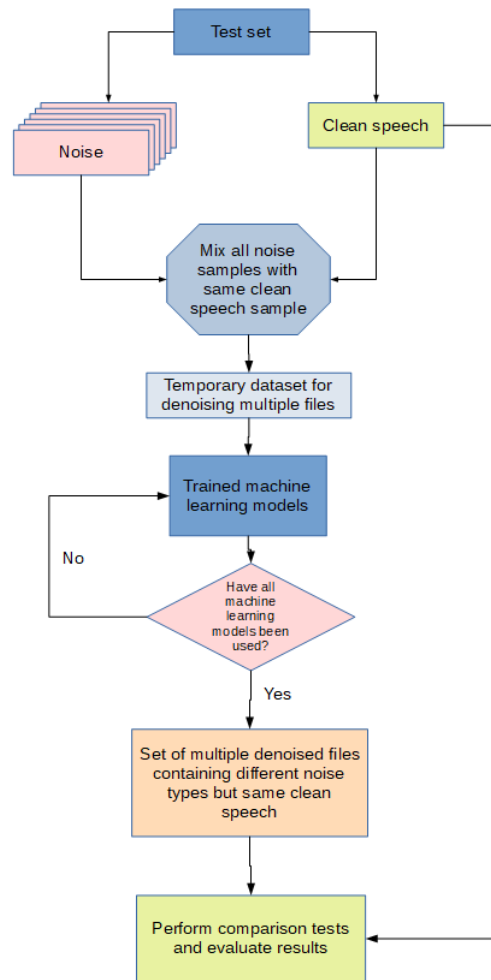 Test set
Noise
Clean speech
Mix all noise
samples with
same clean
speech sample
Temporary dataset for
denoising multiple files
Trained machine
learning models
No
Have all
machine
learning
models been
used?
Yes
Set of multiple denoised files
containing different noise
types but same clean
speech
Perform comparison tests
and evaluate results